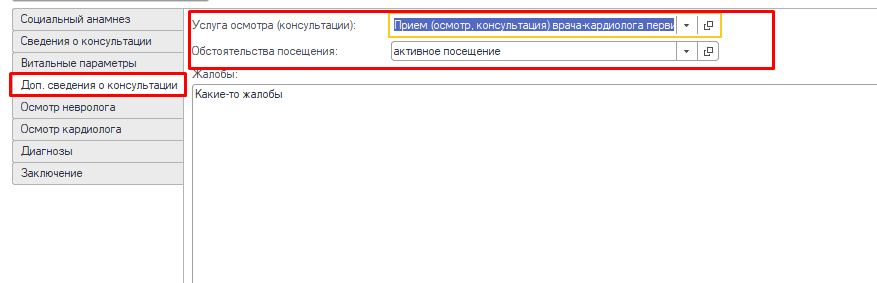 Социальный анамнез
Сведения о консультации
Витальные параметры
Доп. сведения о консультации
Осмотр невролога
Осмотр кардиолога
Диагнозы
Заключение
Услуга осмотра (консультации): Прием (осмотр, консультация) врача-кардиолога перви
Обстоятельства посещения: активное посещение
Жалобы:
Какие-то жалобы